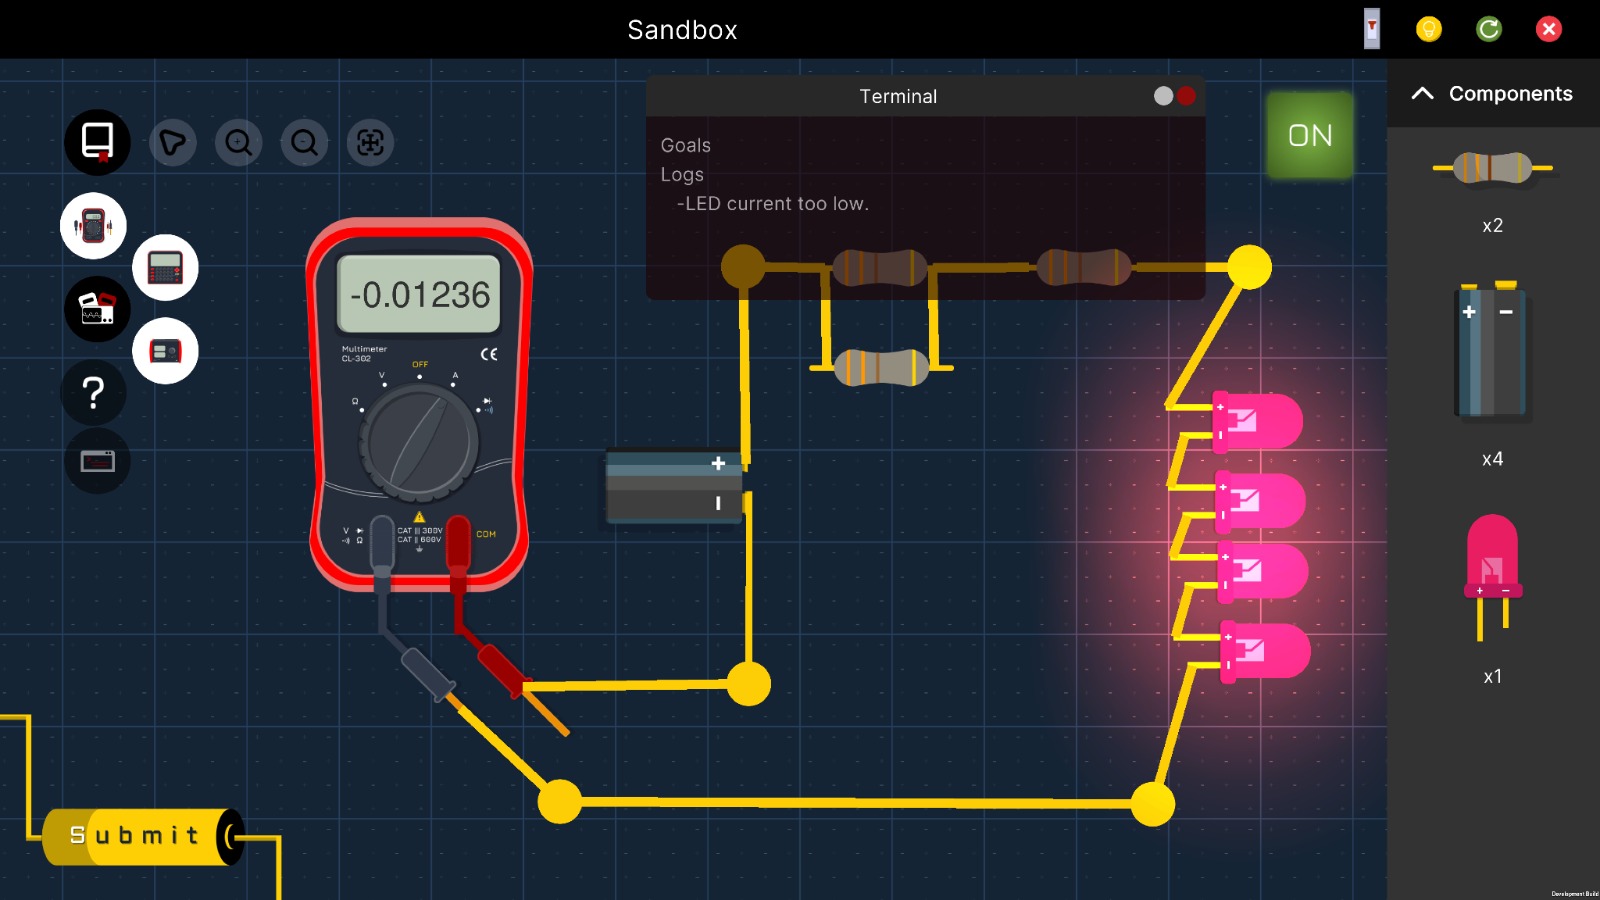 Sandbox
Terminal
Goals
Logs
-LED current too low.
ON
Components
x2
+ −
x4
+ −
x1
-0.01236
Multimeter
CL-302
CE
OFF
V
A
Ω
V
Ω
CAT III 300V
CAT II 600V
COM
+
-
?
Submit
Development Build